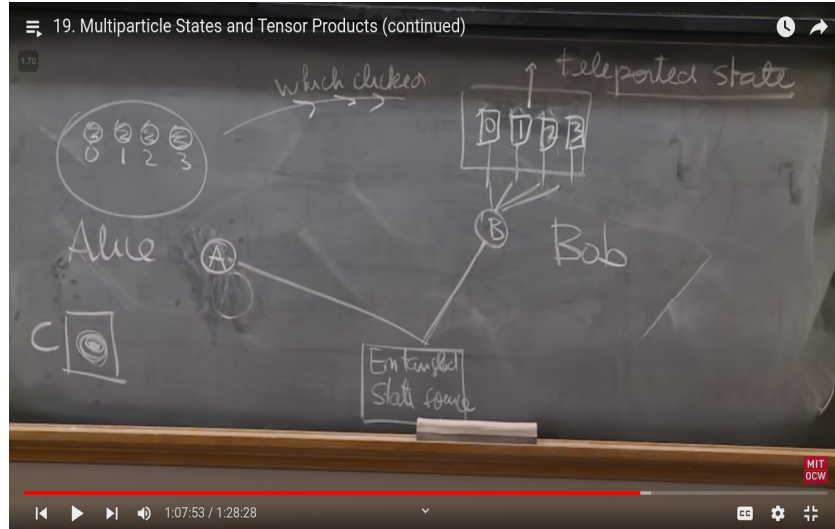 19. Multiparticle States and Tensor Products (continued)
1.70
which clicked
teleported state
0 1 2 3
0 1 2 3
Alice
A
B
Bob
C
Entangled
State source
MIT
OCW
1:07:53 / 1:28:28
CC